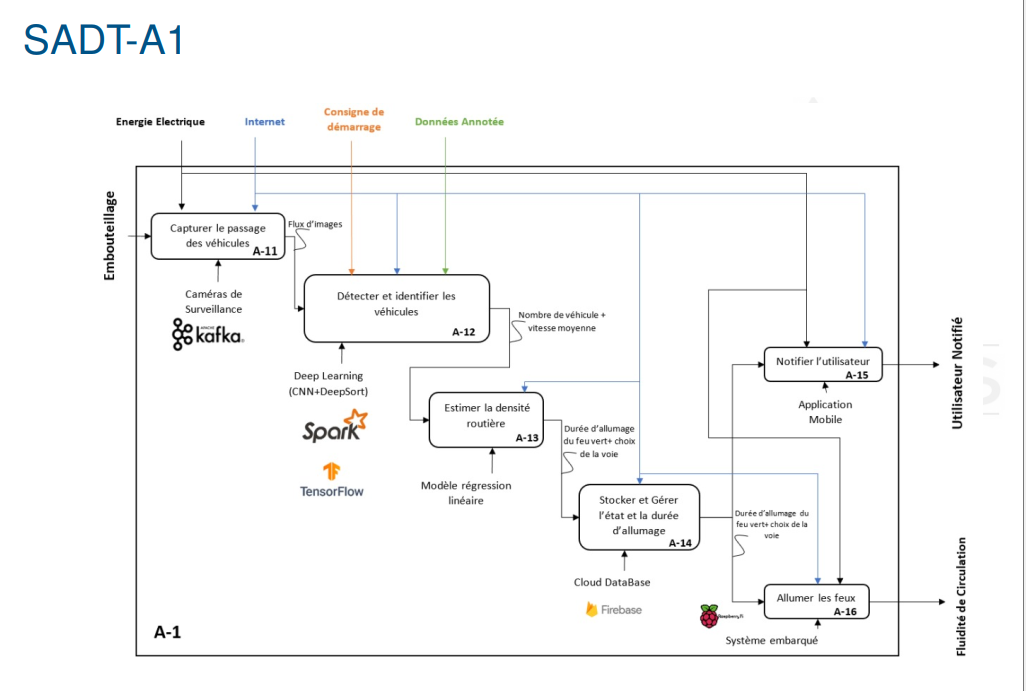 SADT-A1
Energie Electrique
Internet
Consigne de
démarrage
Données Annotée
Embouteillage
Capturer le passage
des véhicules
A-11
Flux d'images
Caméras de
Surveillance
APACHE
kafka
Détecter et identifier les
véhicules
A-12
Nombre de véhicule +
vitesse moyenne
Deep Learning
(CNN+DeepSort)
Spark
TensorFlow
Estimer la densité
routière
A-13
Durée d'allumage
du feu vert+ choix
de la voie
Modèle régression
linéaire
Stocker et Gérer
l'état et la durée
d'allumage
A-14
Cloud DataBase
Firebase
Notifier l'utilisateur
A-15
Application
Mobile
Utilisateur Notifié
Durée d'allumage du
feu vert+ choix de la
voie
Allumer les feux
A-16
RaspberryPi
Système embarqué
Fluidité de Circulation
A-1